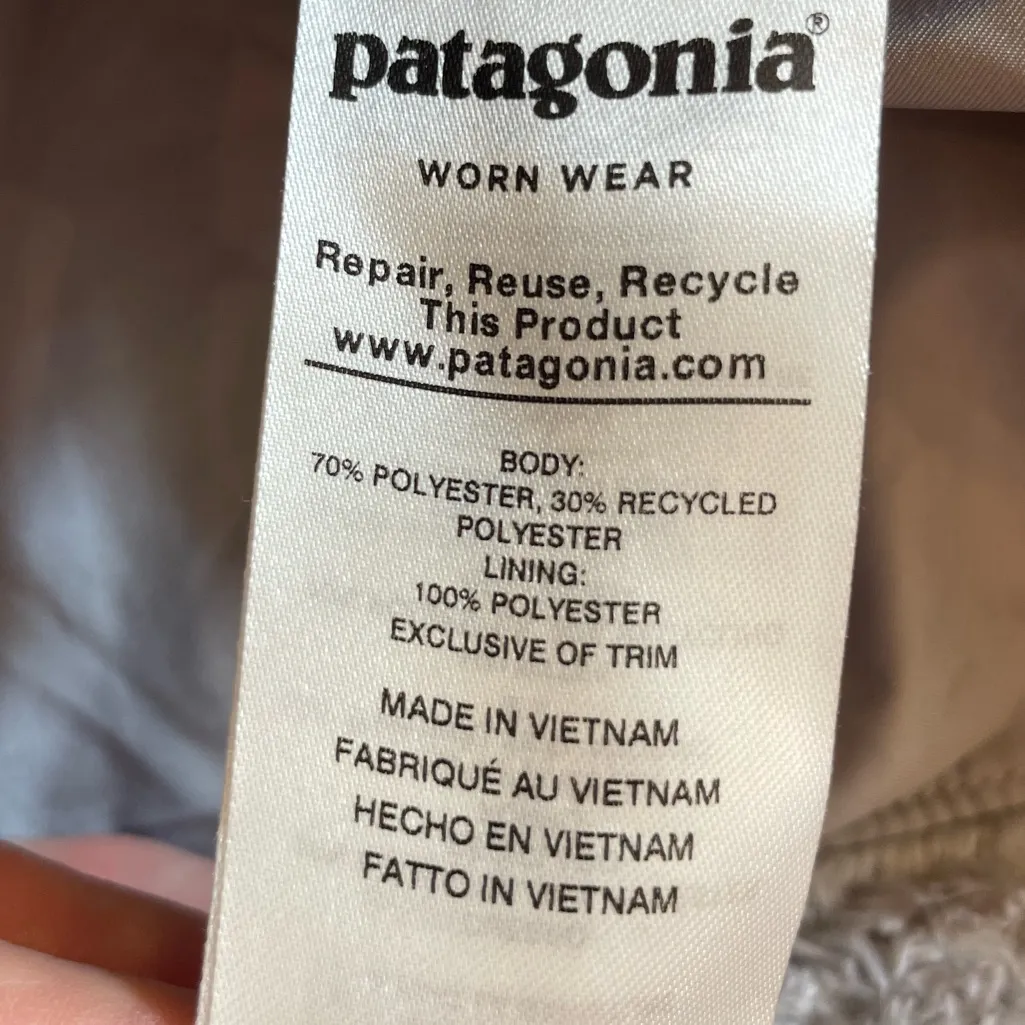 patagonia®
WORN WEAR
Repair, Reuse, Recycle
This Product
www.patagonia.com
BODY:
70% POLYESTER, 30% RECYCLED
POLYESTER
LINING:
100% POLYESTER
EXCLUSIVE OF TRIM
MADE IN VIETNAM
FABRIQUÉ AU VIETNAM
HECHO EN VIETNAM
FATTO IN VIETNAM